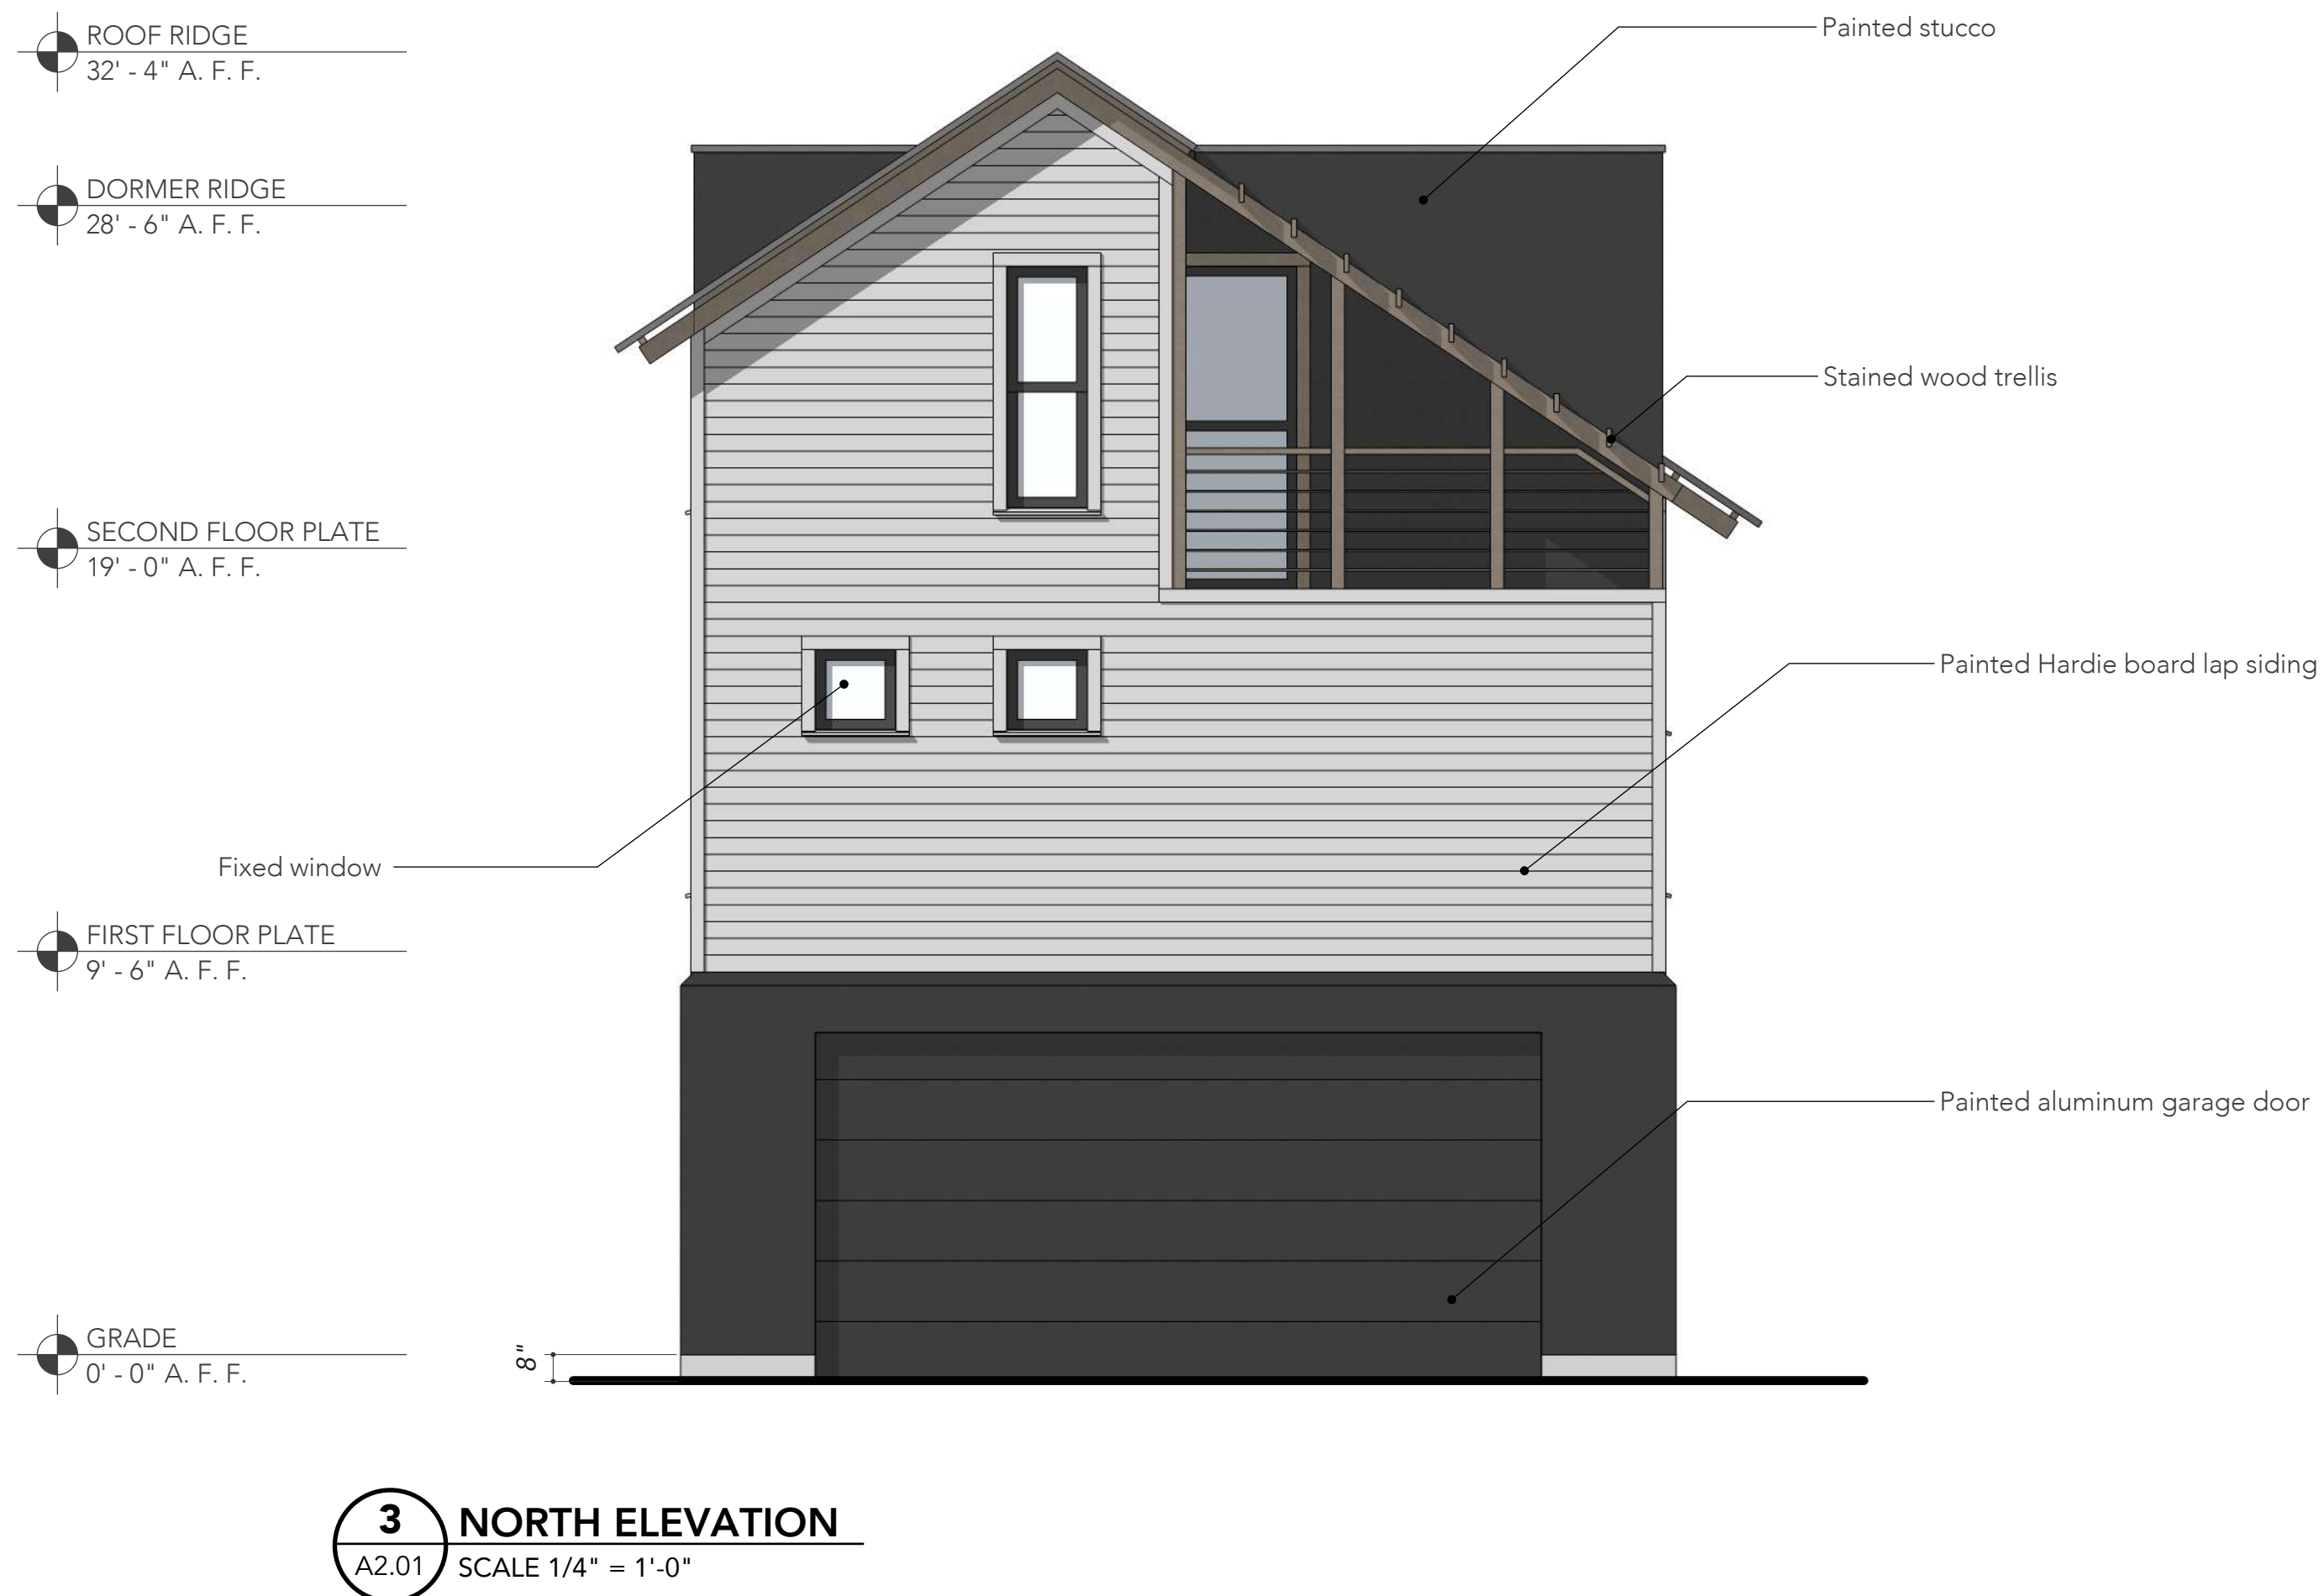 ROOF RIDGE
32' - 4" A. F. F.
Painted stucco
DORMER RIDGE
28' - 6" A. F. F.
Stained wood trellis
SECOND FLOOR PLATE
19' - 0" A. F. F.
Painted Hardie board lap siding
Fixed window
FIRST FLOOR PLATE
9' - 6" A. F. F.
Painted aluminum garage door
GRADE
0' - 0" A. F. F.
8"
3
NORTH ELEVATION
A2.01
SCALE 1/4" = 1'-0"